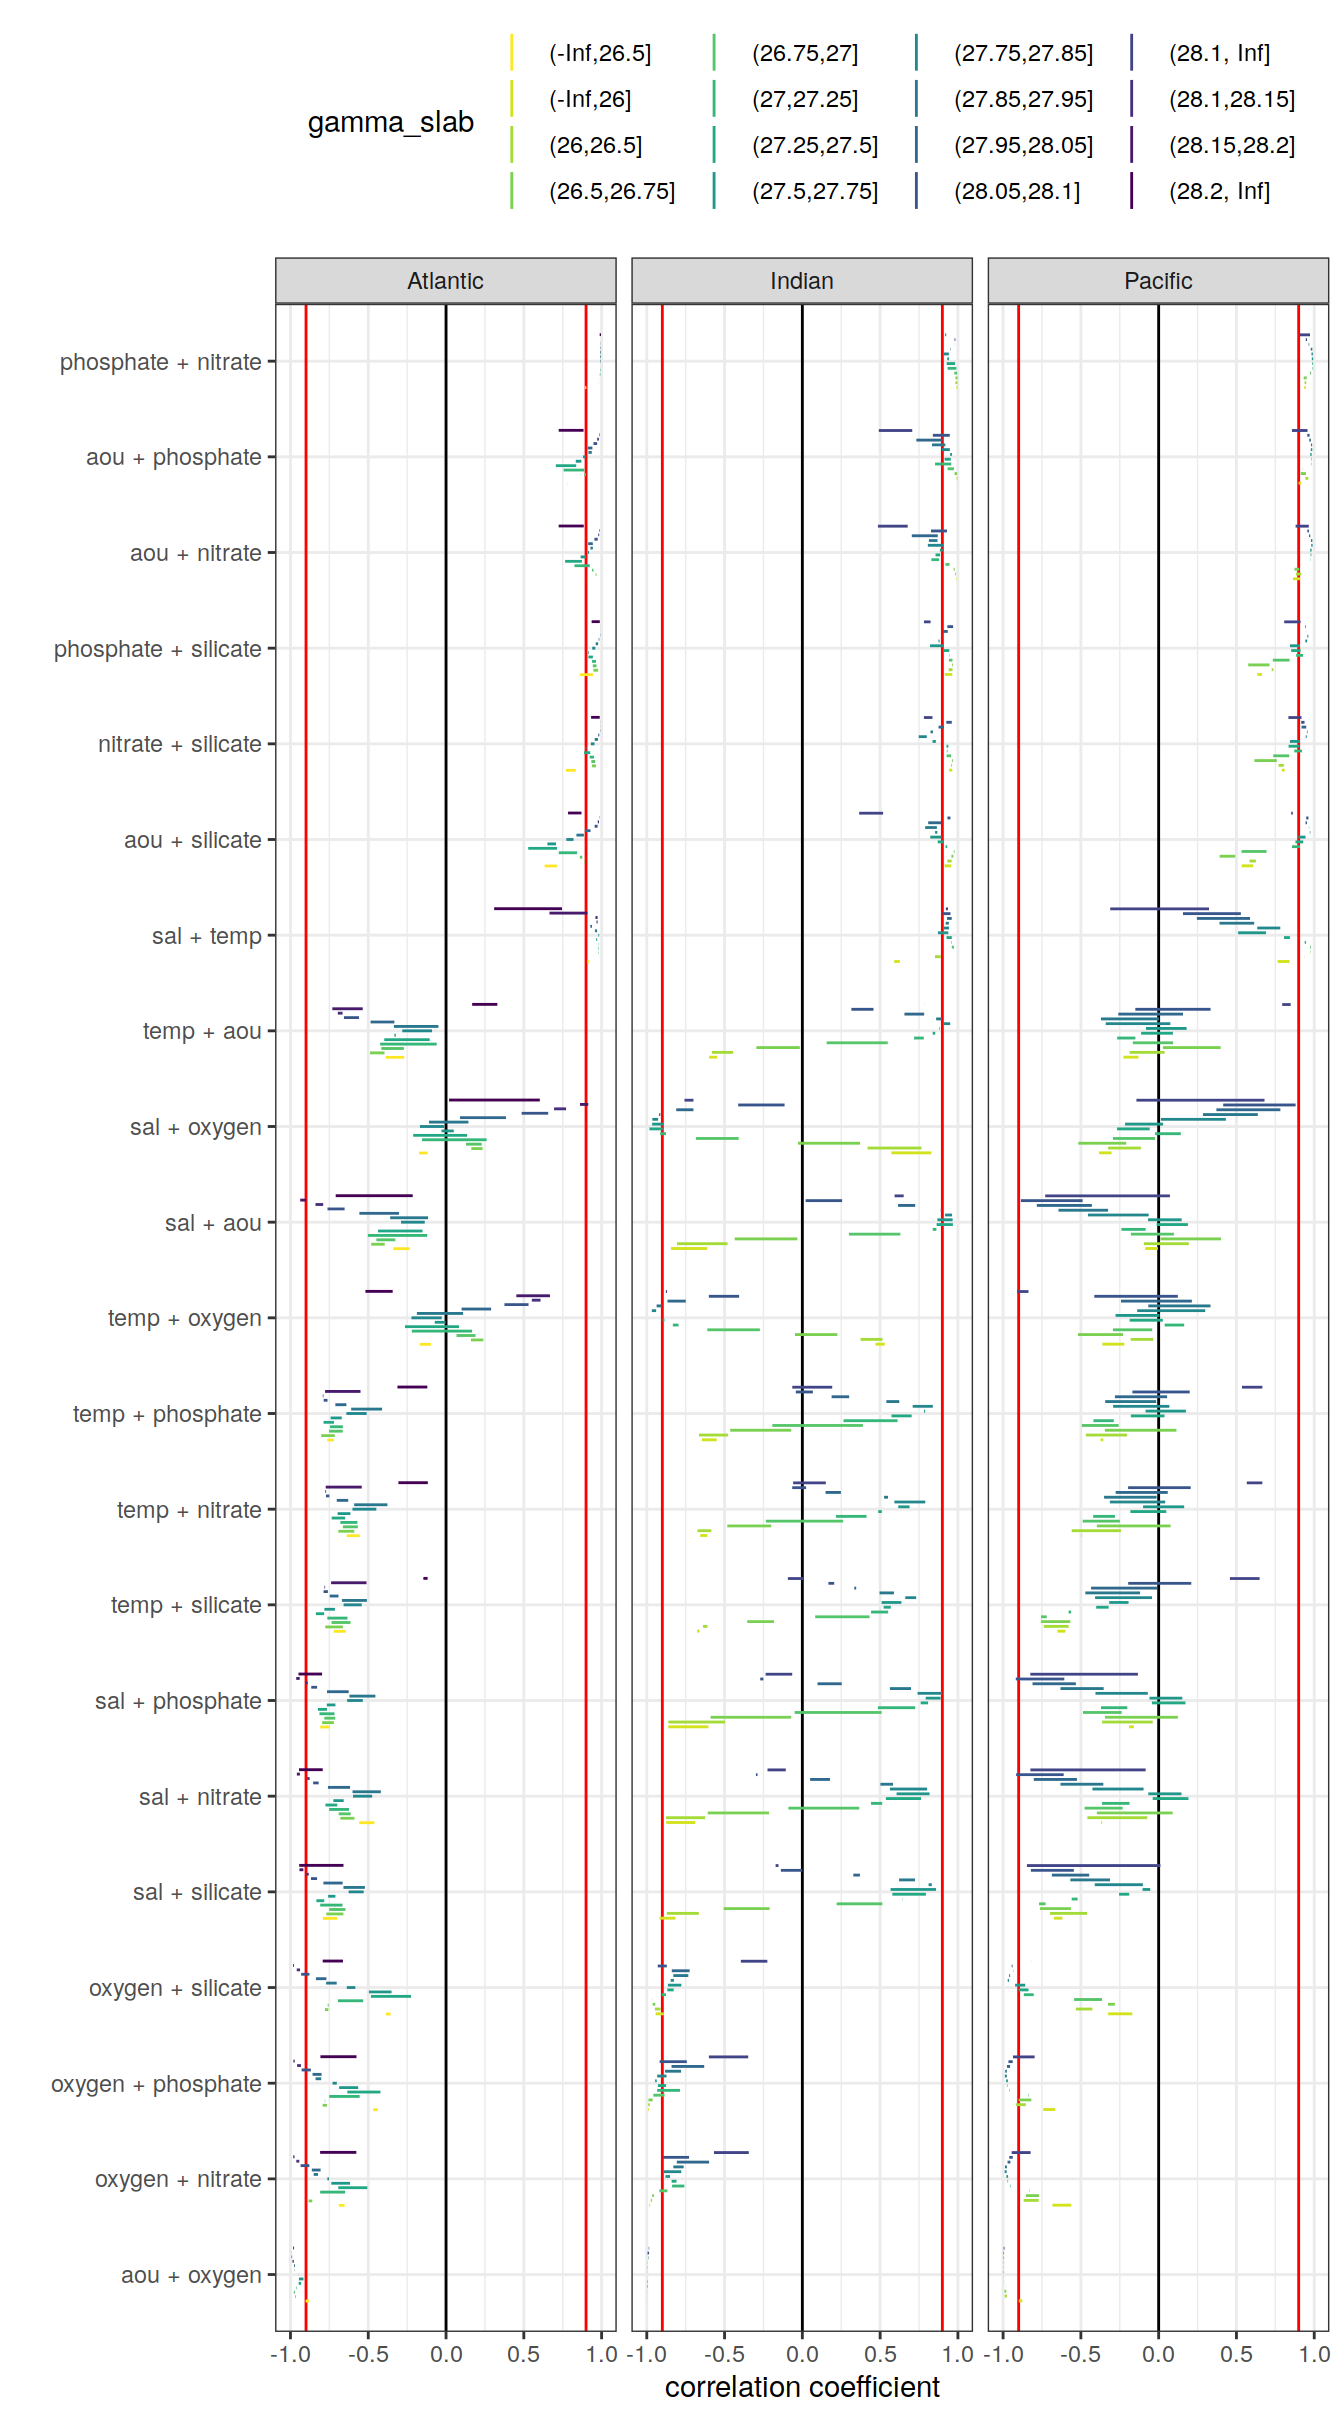 gamma_slab
(-Inf,26.5] (26.75,27] (27.75,27.85] (28.1, Inf]
(-Inf,26] (27,27.25] (27.85,27.95] (28.1,28.15]
(26,26.5] (27.25,27.5] (27.95,28.05] (28.15,28.2]
(26.5,26.75] (27.5,27.75] (28.05,28.1] (28.2, Inf]
Atlantic Indian Pacific
phosphate + nitrate
aou + phosphate
aou + nitrate
phosphate + silicate
nitrate + silicate
aou + silicate
sal + temp
temp + aou
sal + oxygen
sal + aou
temp + oxygen
temp + phosphate
temp + nitrate
temp + silicate
sal + phosphate
sal + nitrate
sal + silicate
oxygen + silicate
oxygen + phosphate
oxygen + nitrate
aou + oxygen
-1.0 -0.5 0.0 0.5 1.0 -1.0 -0.5 0.0 0.5 1.0 -1.0 -0.5 0.0 0.5 1.0
correlation coefficient